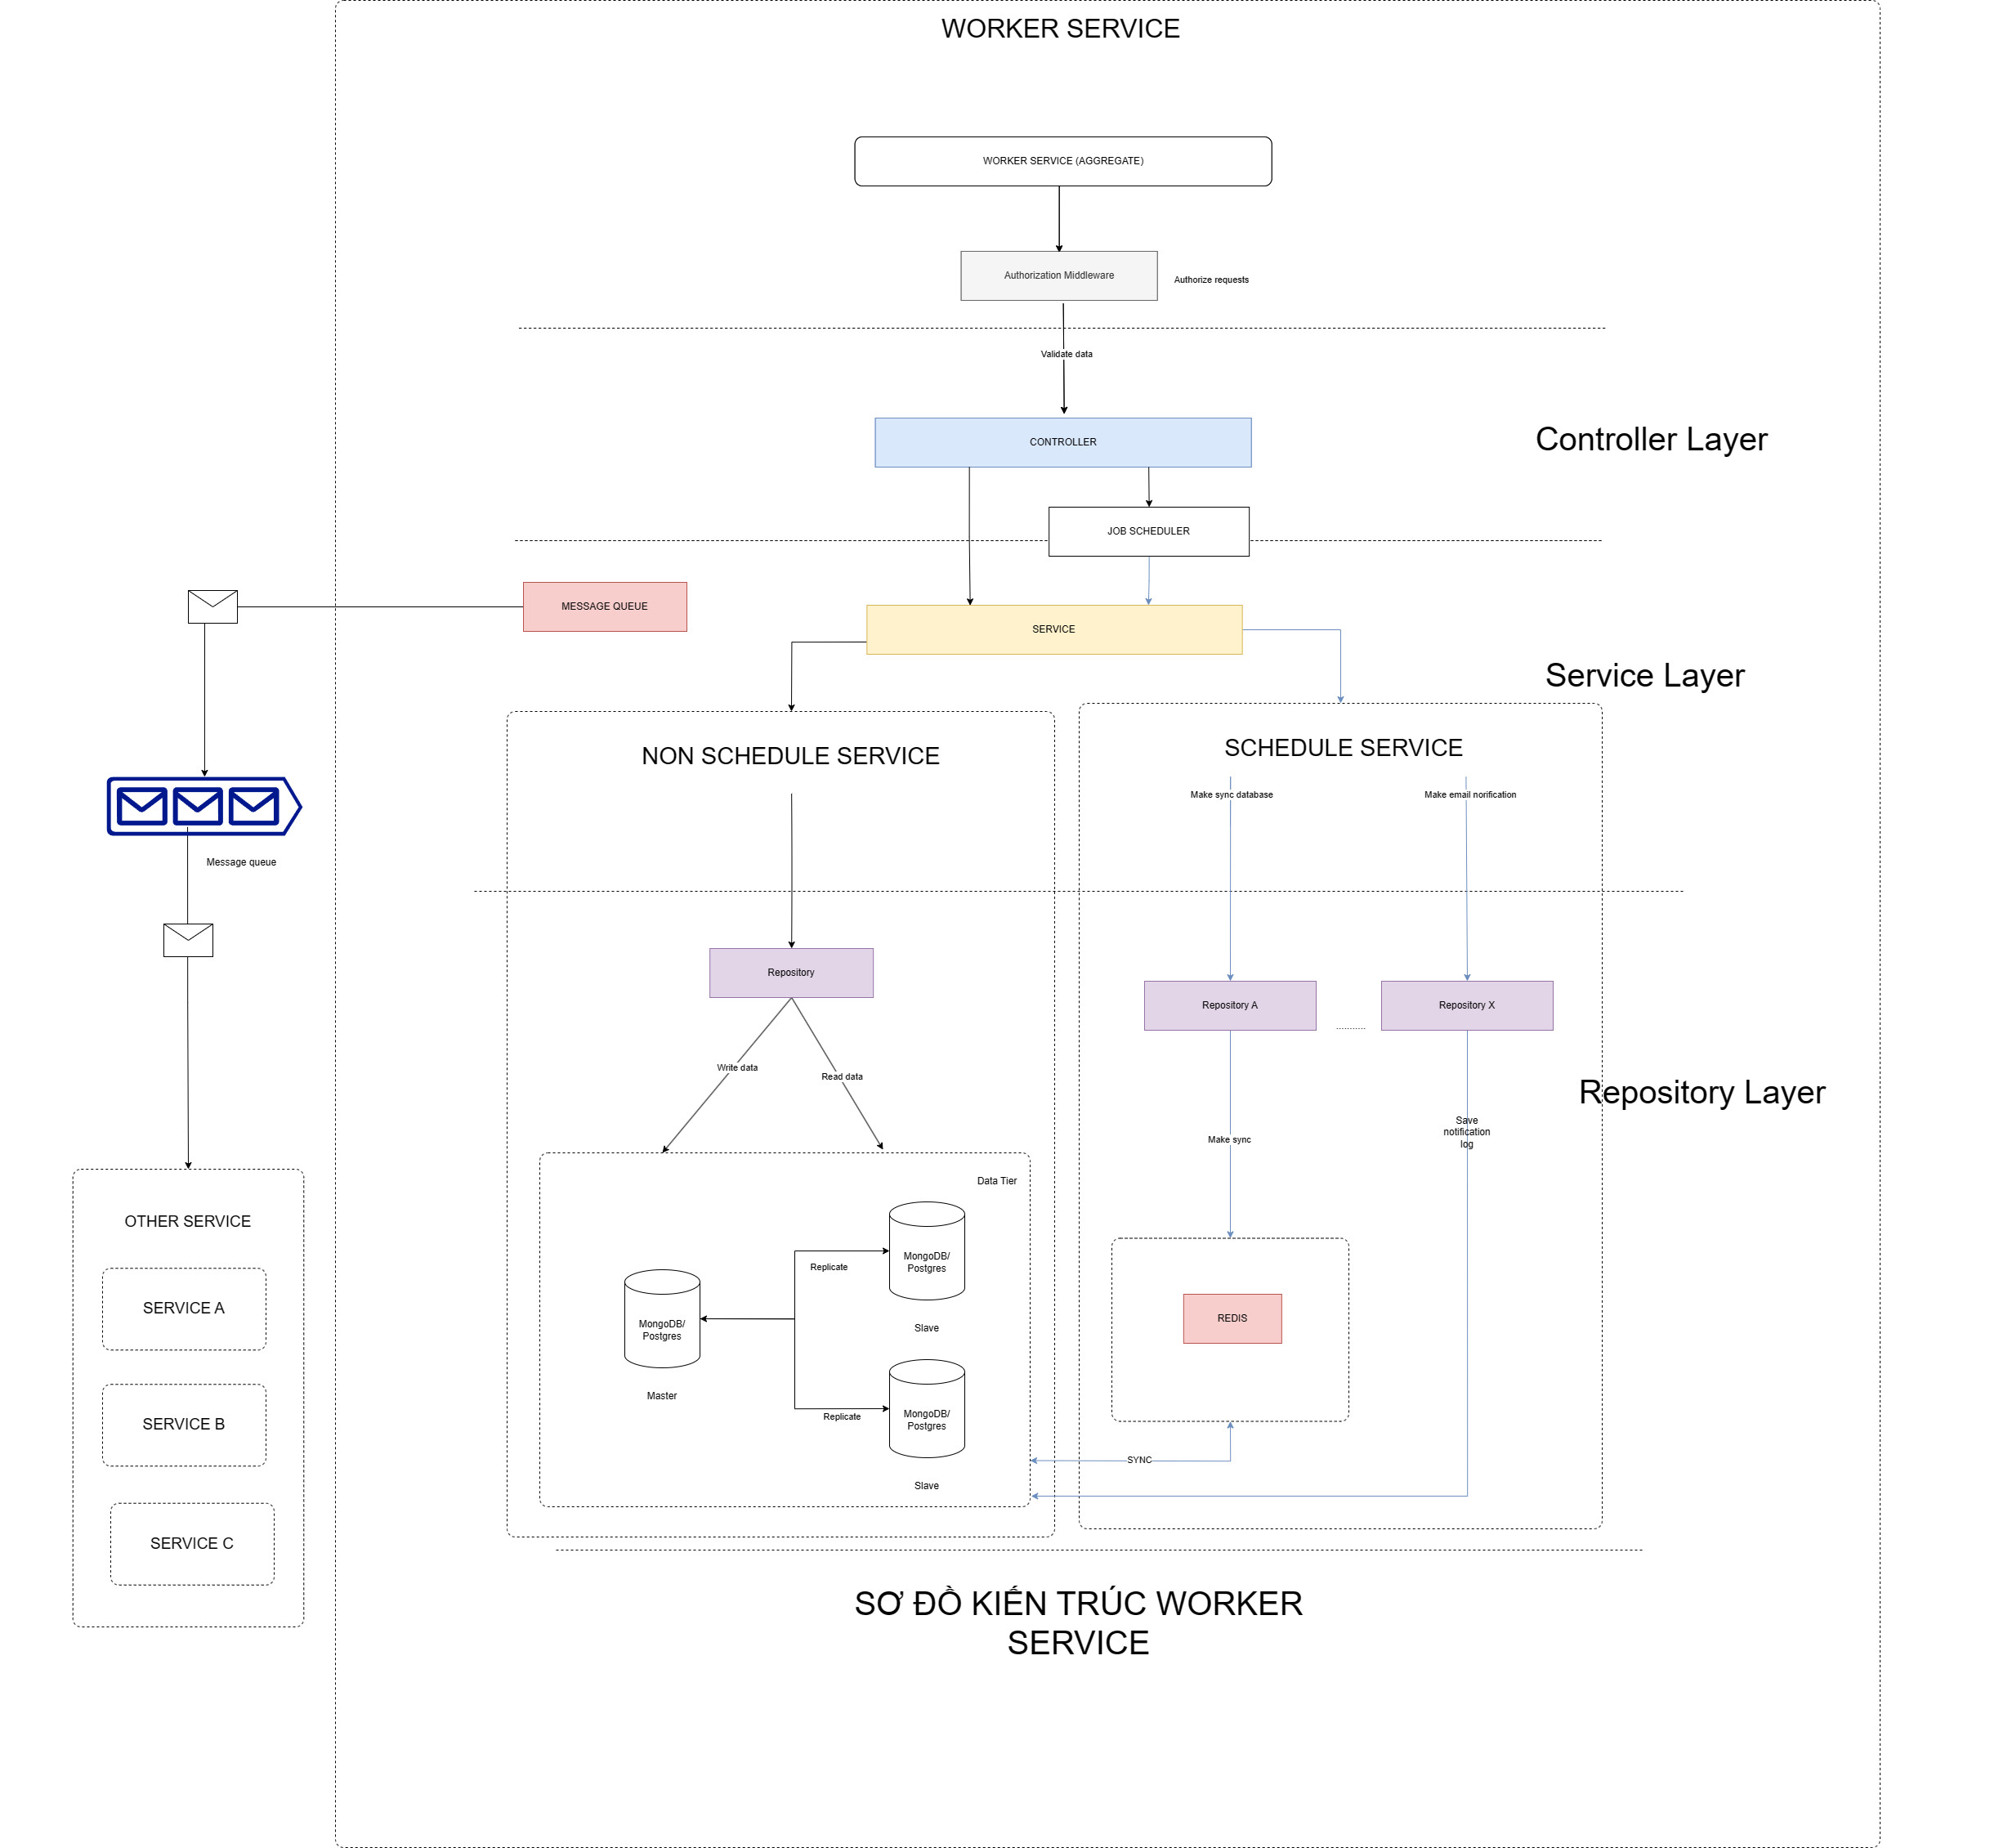 WORKER SERVICE
WORKER SERVICE (AGGREGATE)
Authorization Middleware
Authorize requests
Validate data
CONTROLLER
Controller Layer
JOB SCHEDULER
MESSAGE QUEUE
SERVICE
Service Layer
NON SCHEDULE SERVICE
SCHEDULE SERVICE
Make sync database
Make email norification
Message queue
Repository
Repository A
...........
Repository X
Write data
Read data
Repository Layer
Make sync
Save
notification
log
Data Tier
OTHER SERVICE
SERVICE A
SERVICE B
SERVICE C
MongoDB/
Postgres
Master
Replicate
MongoDB/
Postgres
Slave
Replicate
MongoDB/
Postgres
Slave
REDIS
SYNC
SƠ ĐỒ KIẾN TRÚC WORKER
SERVICE